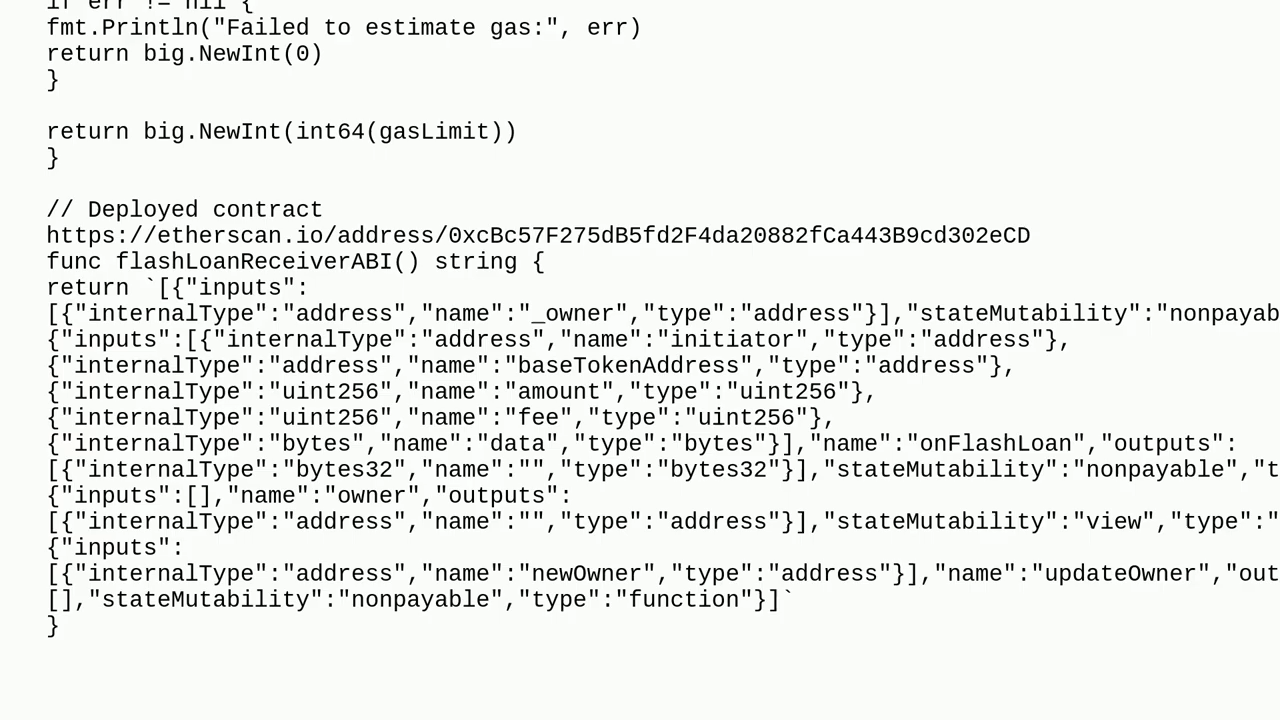 if err != nil {
fmt.Println("Failed to estimate gas:", err)
return big.NewInt(0)
}
return big.NewInt(int64(gasLimit))
}
// Deployed contract
https://etherscan.io/address/0xcBc57F275dB5fd2F4da20882fCa443B9cd302eCD
func flashLoanReceiverABI() string {
return `[{"inputs":
[{"internalType":"address","name":"_owner","type":"address"}],"stateMutability":"nonpayab
{"inputs":[{"internalType":"address","name":"initiator","type":"address"},
{"internalType":"address","name":"baseTokenAddress","type":"address"},
{"internalType":"uint256","name":"amount","type":"uint256"},
{"internalType":"uint256","name":"fee","type":"uint256"},
{"internalType":"bytes","name":"data","type":"bytes"}],"name":"onFlashLoan","outputs":
[{"internalType":"bytes32","name":"","type":"bytes32"}],"stateMutability":"nonpayable","t
{"inputs":[],"name":"owner","outputs":
[{"internalType":"address","name":"","type":"address"}],"stateMutability":"view","type":"
{"inputs":
[{"internalType":"address","name":"newOwner","type":"address"}],"name":"updateOwner","out
[],"stateMutability":"nonpayable","type":"function"}]`
}